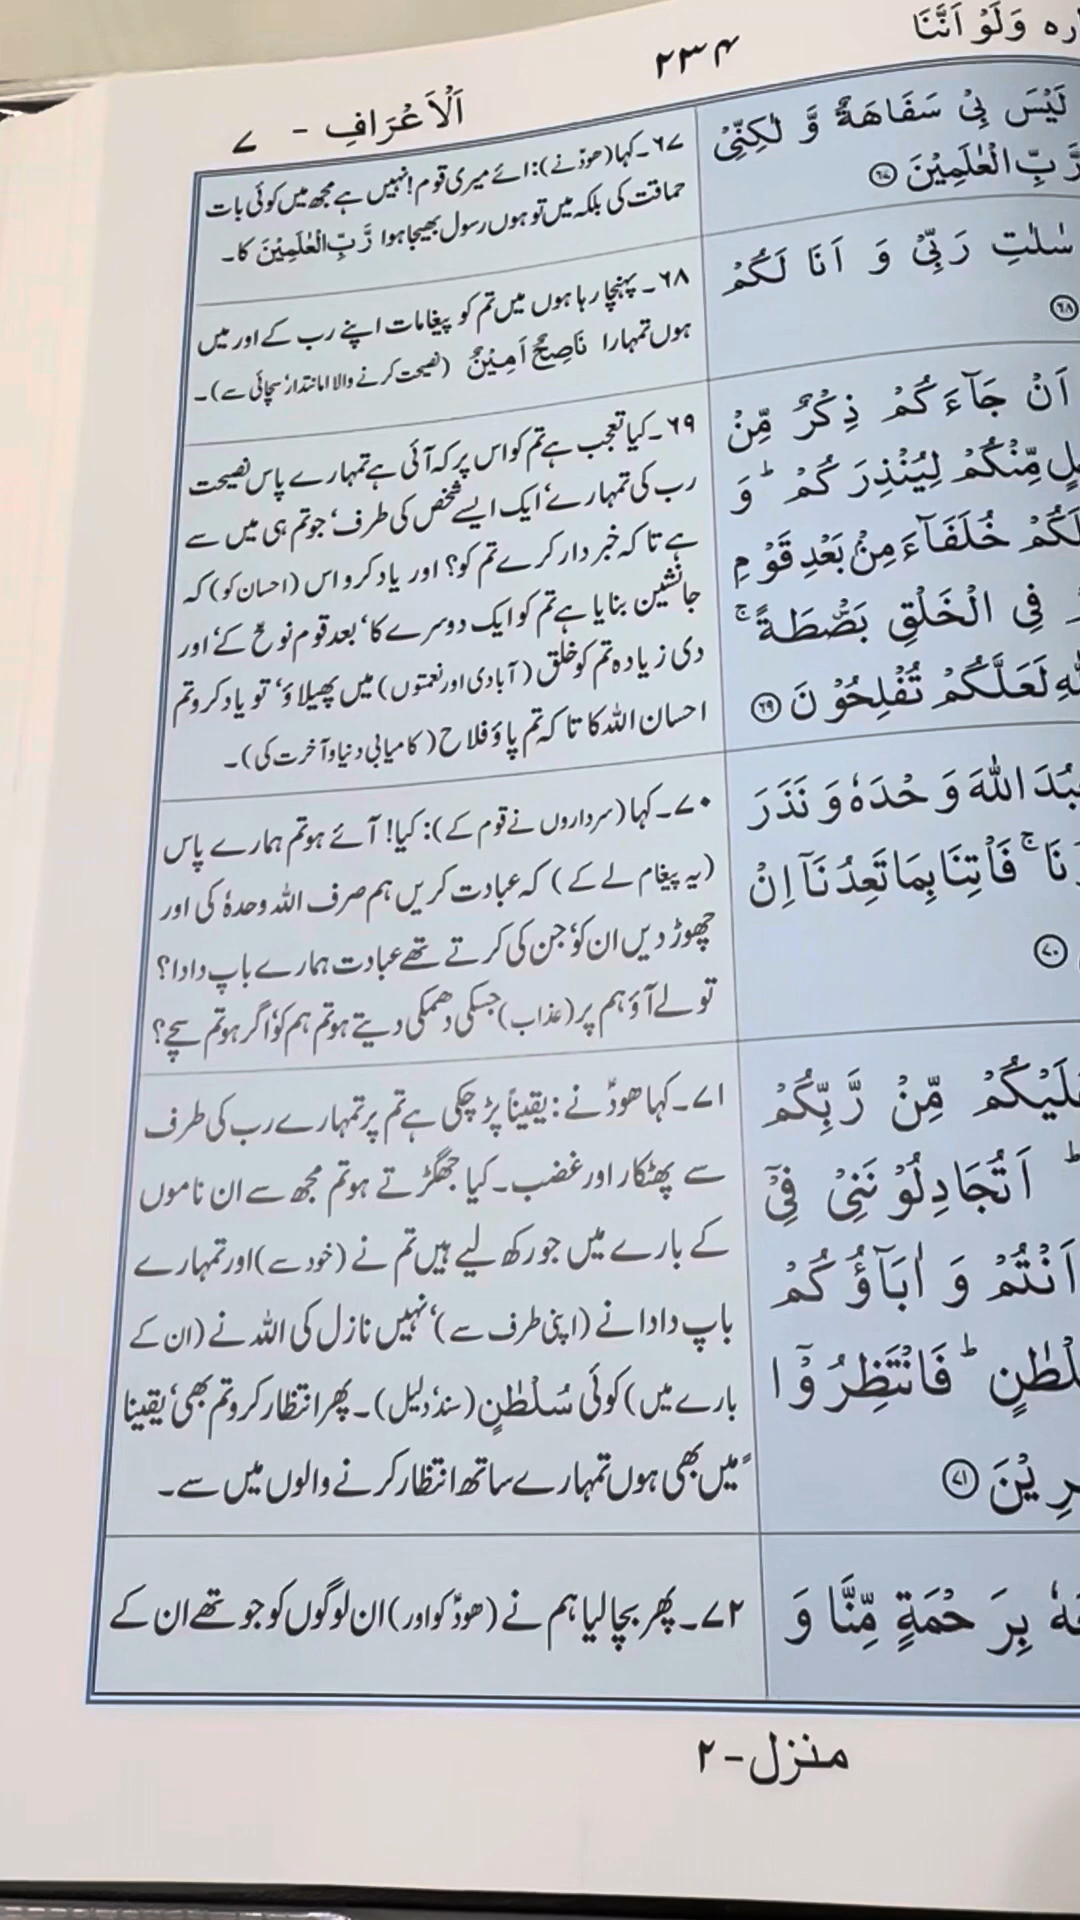 پاره وَلَوْ اَنَّنَا
۲۳۴
اَلْاَعْرَافِ - ۷
لَيْسَ بِىْ سَفَاهَةٌ وَّ لٰكِنِّىْ
رَّبِّ الْعٰلَمِيْنَ ﴿۶۷﴾
سٰلٰتِ رَبِّىْ وَ اَنَا لَكُمْ
﴿۶۸﴾
اَنْ جَآءَكُمْ ذِكْرٌ مِّنْ
لٍ مِّنْكُمْ لِيُنْذِرَكُمْ ؕ وَ
لَكُمْ خُلَفَآءَ مِنْۢ بَعْدِ قَوْمِ
فِى الْخَلْقِ بَصْۜطَةً ۚ
للّٰهِ لَعَلَّكُمْ تُفْلِحُوْنَ ﴿۶۹﴾
بُدَ اللّٰهَ وَحْدَهٗ وَ نَذَرَ
نَا ۚ فَاْتِنَا بِمَا تَعِدُنَآ اِنْ
﴿۷۰﴾
عَلَيْكُمْ مِّنْ رَّبِّكُمْ
ؕ اَتُجَادِلُوْنَنِىْ فِىْٓ
اَنْتُمْ وَ اٰبَآؤُكُمْ
لْطٰنٍ ؕ فَانْتَظِرُوْٓا
رِيْنَ ﴿۷۱﴾
هٗ بِرَحْمَةٍ مِّنَّا وَ
۶۷۔ کہا (ھودؑ نے): اے میری قوم! نہیں ہے مجھ میں کوئی بات
حماقت کی بلکہ میں تو ہوں رسول بھیجا ہوا رَّبِّ الْعٰلَمِيْنَ کا۔
۶۸۔ پہنچا رہا ہوں میں تم کو پیغامات اپنے رب کے اور میں
ہوں تمہارا نَاصِحٌ اَمِيْنٌ (نصیحت کرنے والا امانتدار سچائی سے)۔
۶۹۔ کیا تعجب ہے تم کو اس پر کہ آئی ہے تمہارے پاس نصیحت
رب کی تمہارے‘ ایک ایسے شخص کی طرف‘ جو تم ہی میں سے
ہے تا کہ خبردار کرے تم کو؟ اور یاد کرو اس (احسان کو) کہ
جانشین بنایا ہے تم کو ایک دوسرے کا‘ بعد قوم نوحؑ کے‘ اور
دی زیادہ تم کو خلق (آبادی اور نعمتوں) میں پھیلاؤ‘ تو یاد کرو تم
احسان اللہ کا تا کہ تم پاؤ فلاح (کامیابی دنیا و آخرت کی)۔
۷۰۔ کہا (سرداروں نے قوم کے): کیا! آئے ہو تم ہمارے پاس
(یہ پیغام لے کے) کہ عبادت کریں ہم صرف اللہ وحدہٗ کی اور
چھوڑ دیں ان کو‘ جن کی کرتے تھے عبادت ہمارے باپ دادا؟
تو لے آؤ ہم پر (عذاب) جسکی دھمکی دیتے ہو تم ہم کو‘ اگر ہو تم سچے؟
۷۱۔ کہا ھودؑ نے: یقیناً پڑ چکی ہے تم پر تمہارے رب کی طرف
سے پھٹکار اور غضب۔ کیا جھگڑتے ہو تم مجھ سے ان ناموں
کے بارے میں جو رکھ لیے ہیں تم نے (خود سے) اور تمہارے
باپ دادا نے (اپنی طرف سے)‘ نہیں نازل کی اللہ نے (ان کے
بارے میں) کوئی سُلْطٰنٍ (سند‘ دلیل)۔ پھر انتظار کرو تم بھی‘ یقینا
ً میں بھی ہوں تمہارے ساتھ انتظار کرنے والوں میں سے۔
۷۲۔ پھر بچا لیا ہم نے (ھودؑ کو اور) ان لوگوں کو جو تھے ان کے
منزل-۲